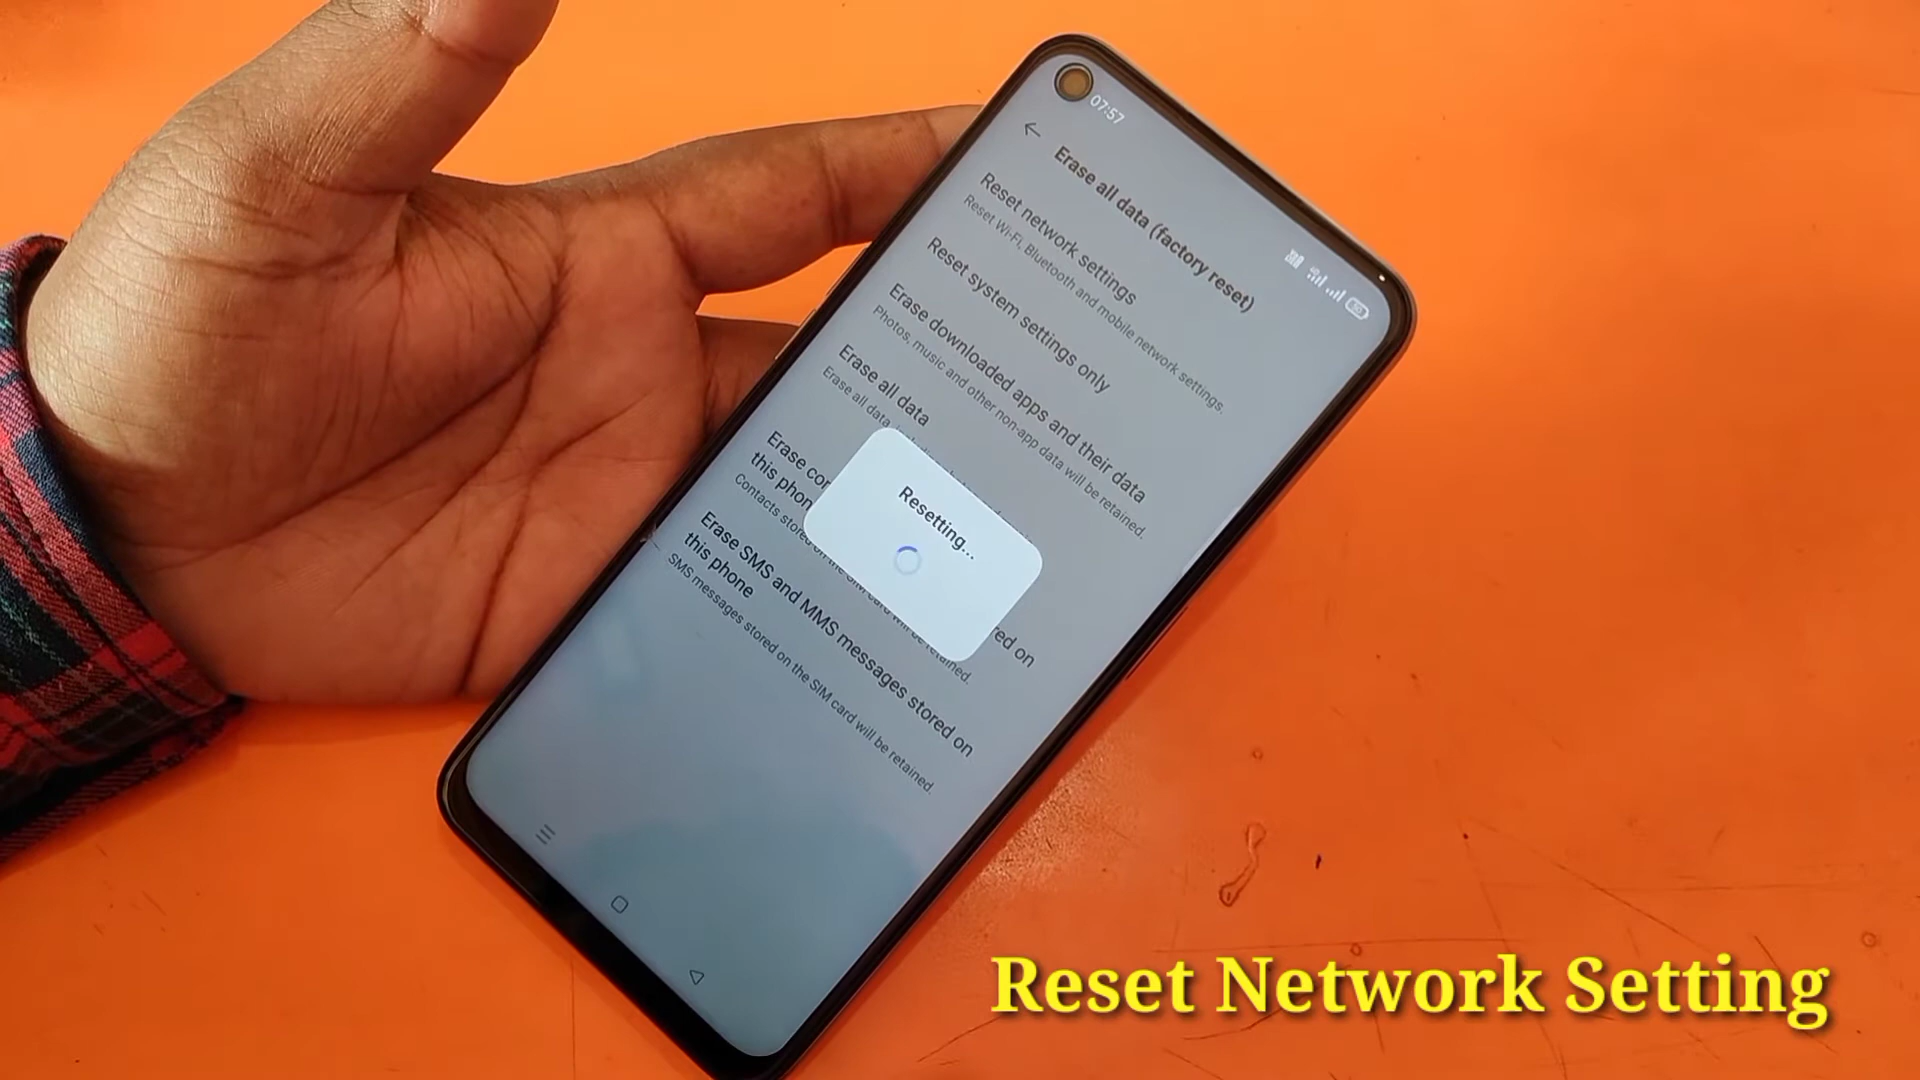 07:57
Erase all data (factory reset)
Reset network settings
Reset Wi-Fi, Bluetooth and mobile network settings.
Reset system settings only
Erase downloaded apps and their data
Photos, music and other non-app data will be retained.
Erase all data
Erase all data
Erase
red on
this phon
Contacts stored on the SIM card will be retained.
Erase SMS and MMS messages stored on
this phone
SMS messages stored on the SIM card will be retained.
Resetting...
Reset Network Setting